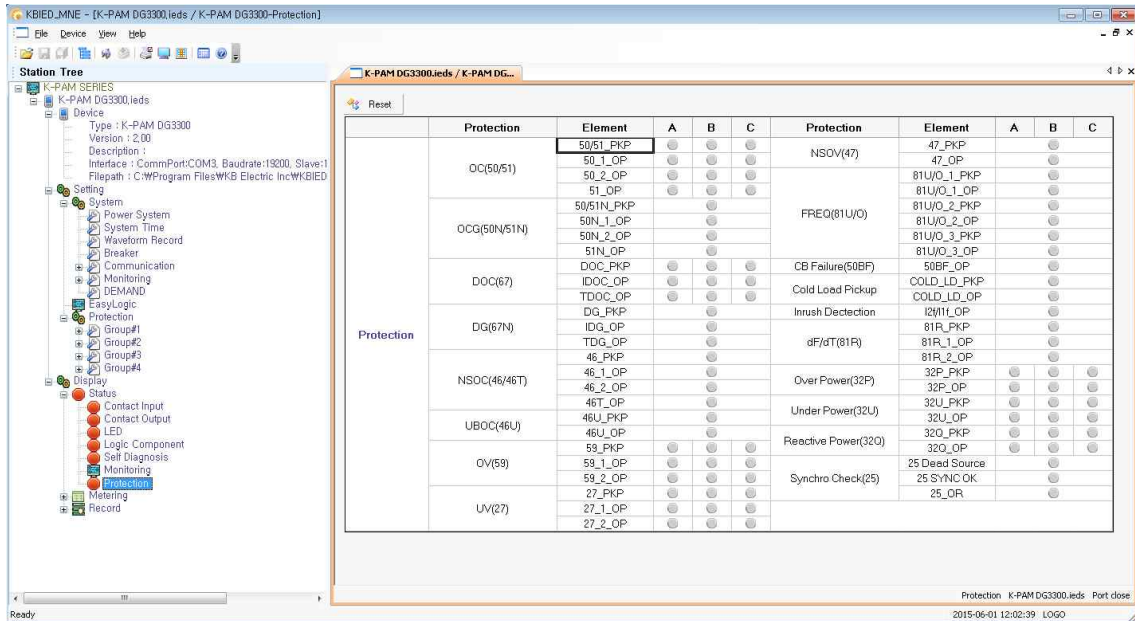 KBIED_MNE - [K-PAM DG3300,ieds / K-PAM DG3300-Protection]
File Device View Help
Station Tree
K-PAM SERIES
K-PAM DG3300,ieds
Device
Type : K-PAM DG3300
Version : 2,00
Description :
Interface : CommPort:COM3, Baudrate:19200, Slave:1
Filepath : C:₩Program Files₩KB Electric Inc₩KBIED
Setting
System
Power System
System Time
Waveform Record
Breaker
Communication
Monitoring
DEMAND
EasyLogic
Protection
Group#1
Group#2
Group#3
Group#4
Display
Status
Contact Input
Contact Output
LED
Logic Component
Self Diagnosis
Monitoring
Protection
Metering
Record
K-PAM DG3300.ieds / K-PAM DG...
Reset
Protection Element A B C Protection Element A B C
Protection
OC(50/51)
50/51_PKP
50_1_OP
50_2_OP
51_OP
OCG(50N/51N)
50/51N_PKP
50N_1_OP
50N_2_OP
51N_OP
DOC(67)
DOC_PKP
IDOC_OP
TDOC_OP
DG(67N)
DG_PKP
IDG_OP
TDG_OP
NSOC(46/46T)
46_PKP
46_1_OP
46_2_OP
46T_OP
UBOC(46U)
46U_PKP
46U_OP
OV(59)
59_PKP
59_1_OP
59_2_OP
UV(27)
27_PKP
27_1_OP
27_2_OP
NSOV(47)
47_PKP
47_OP
FREQ(81U/O)
81U/O_1_PKP
81U/O_1_OP
81U/O_2_PKP
81U/O_2_OP
81U/O_3_PKP
81U/O_3_OP
CB Failure(50BF)
50BF_OP
Cold Load Pickup
COLD_LD_PKP
COLD_LD_OP
Inrush Dectection
I2f/I1f_OP
dF/dT(81R)
81R_PKP
81R_1_OP
81R_2_OP
Over Power(32P)
32P_PKP
32P_OP
Under Power(32U)
32U_PKP
32U_OP
Reactive Power(32Q)
32Q_PKP
32Q_OP
Synchro Check(25)
25 Dead Source
25 SYNC OK
25_OR
Protection K-PAM DG3300.ieds Port close
Ready
2015-06-01 12:02:39 LOGO